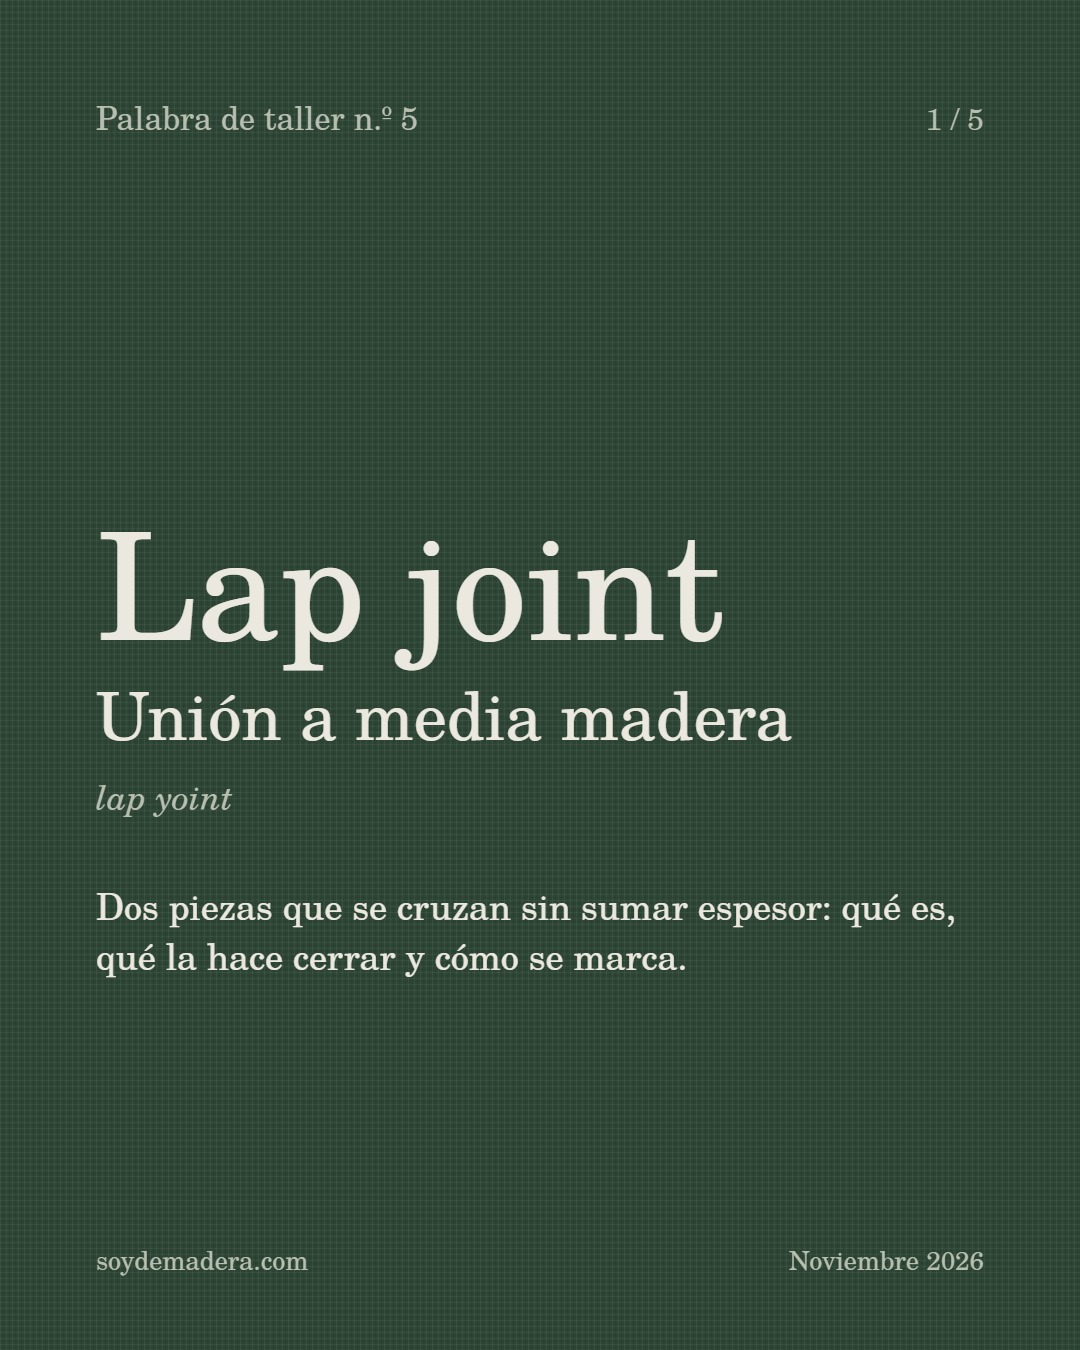 Palabra de taller n.º 5
1 / 5
Lap joint
Unión a media madera
lap yoint
Dos piezas que se cruzan sin sumar espesor: qué es,
qué la hace cerrar y cómo se marca.
soydemadera.com
Noviembre 2026